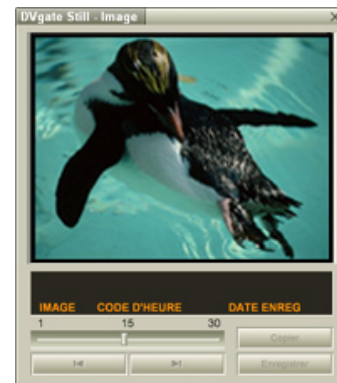 DVgate Still - Image
IMAGE CODE D'HEURE DATE ENREG
1 15 30
Copier
Enregistrer